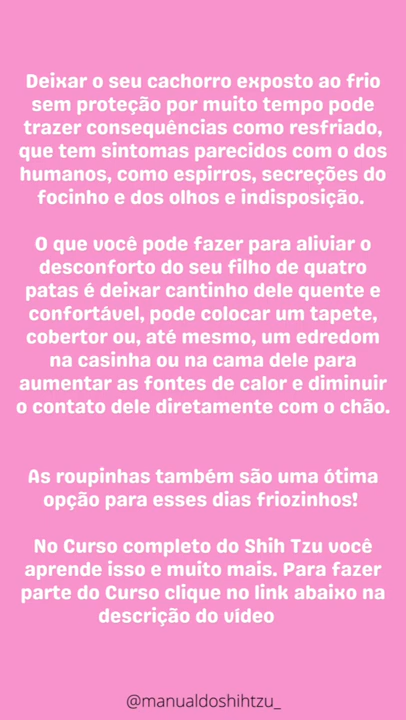 Deixar o seu cachorro exposto ao frio
sem proteção por muito tempo pode
trazer consequências como resfriado,
que tem sintomas parecidos com o dos
humanos, como espirros, secreções do
focinho e dos olhos e indisposição.
O que você pode fazer para aliviar o
desconforto do seu filho de quatro
patas é deixar cantinho dele quente e
confortável, pode colocar um tapete,
cobertor ou, até mesmo, um edredom
na casinha ou na cama dele para
aumentar as fontes de calor e diminuir
o contato dele diretamente com o chão.
As roupinhas também são uma ótima
opção para esses dias friozinhos!
No Curso completo do Shih Tzu você
aprende isso e muito mais. Para fazer
parte do Curso clique no link abaixo na
descrição do vídeo
@manualdoshihtzu_